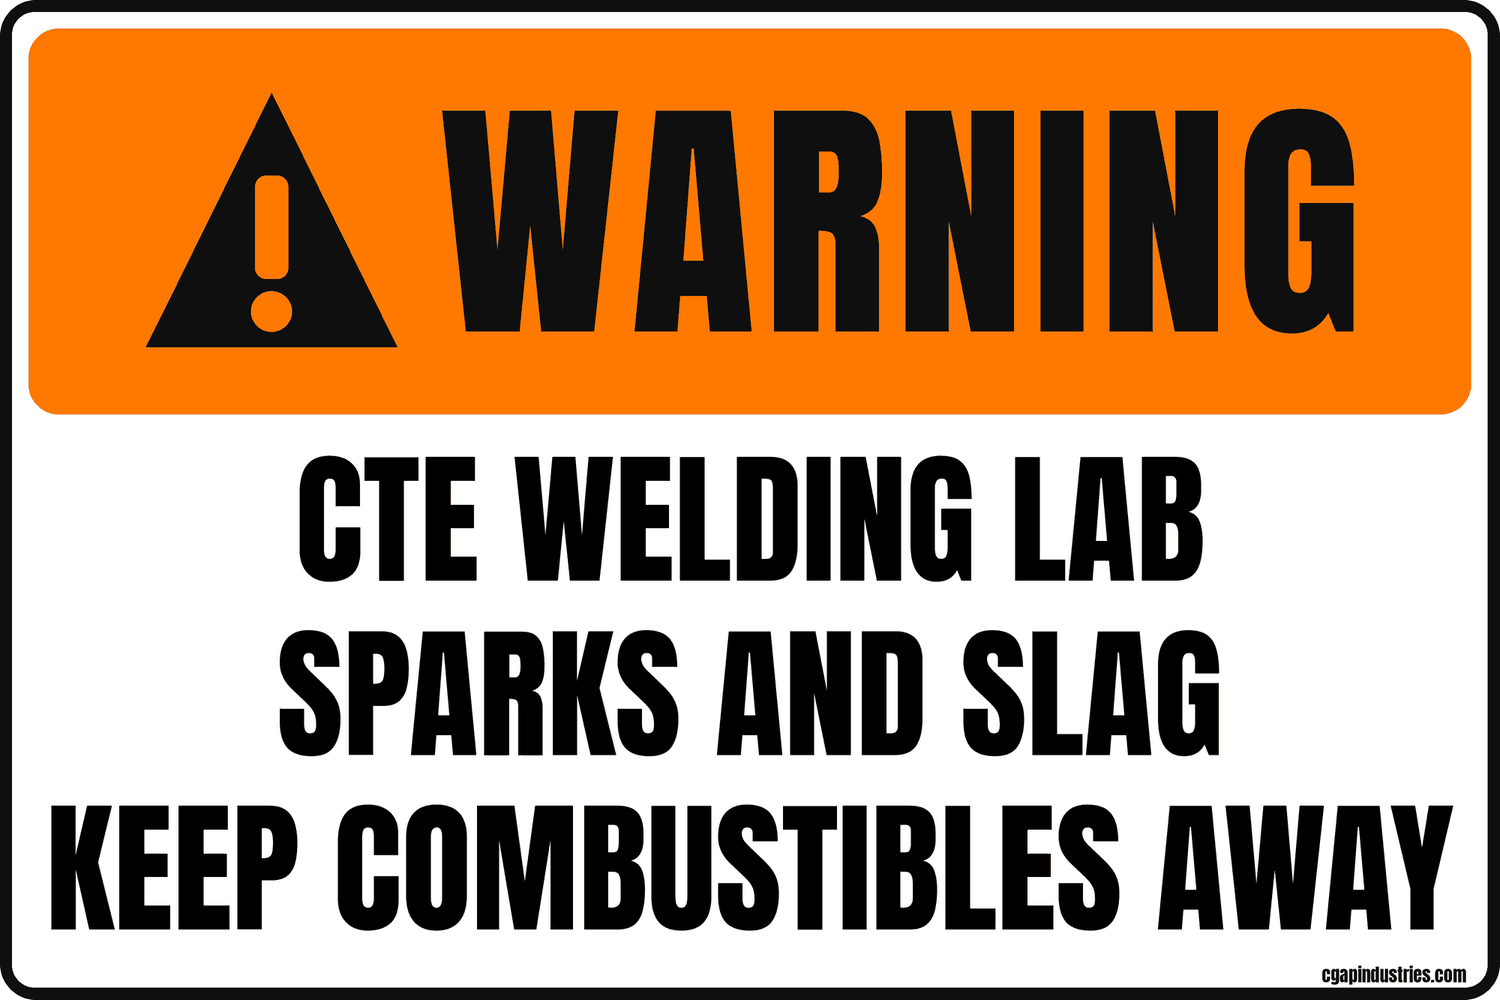 WARNING
CTE WELDING LAB
SPARKS AND SLAG
KEEP COMBUSTIBLES AWAY
cgapindustries.com